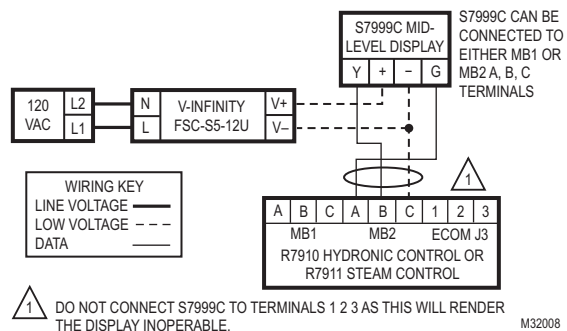 S7999C MID-
LEVEL DISPLAY
Y + – G
S7999C CAN BE
CONNECTED TO
EITHER MB1 OR
MB2 A, B, C
TERMINALS
120
VAC
L2
L1
N
L
V-INFINITY
FSC-S5-12U
V+
V–
WIRING KEY
LINE VOLTAGE
LOW VOLTAGE
DATA
1
A B C A B C 1 2 3
MB1 MB2 ECOM J3
R7910 HYDRONIC CONTROL OR
R7911 STEAM CONTROL
1 DO NOT CONNECT S7999C TO TERMINALS 1 2 3 AS THIS WILL RENDER
THE DISPLAY INOPERABLE.
M32008